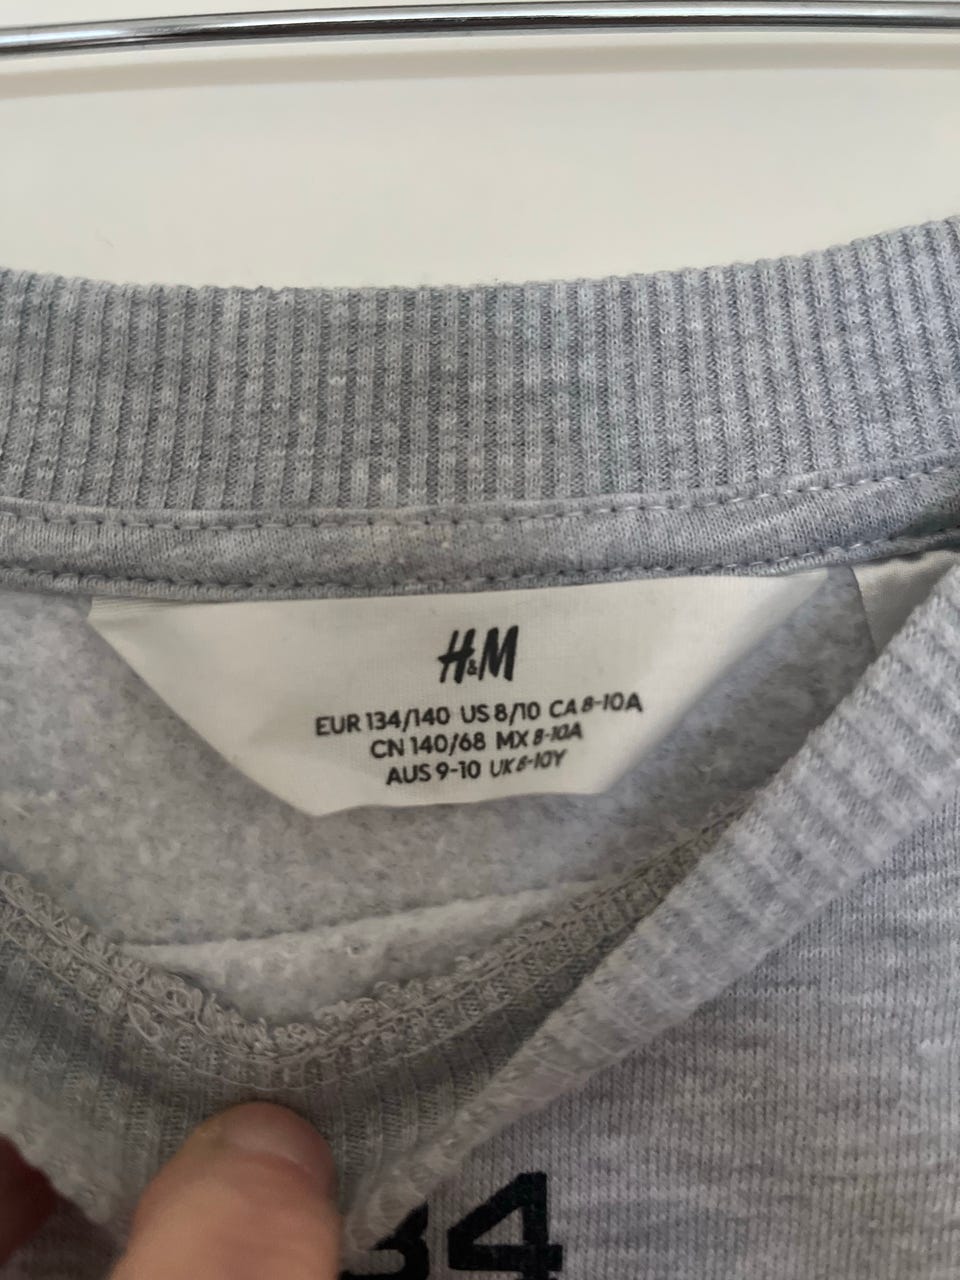 H&M
EUR 134/140 US 8/10 CA 8-10A
CN 140/68 MX 8-10A
AUS 9-10 UK 8-10Y
34